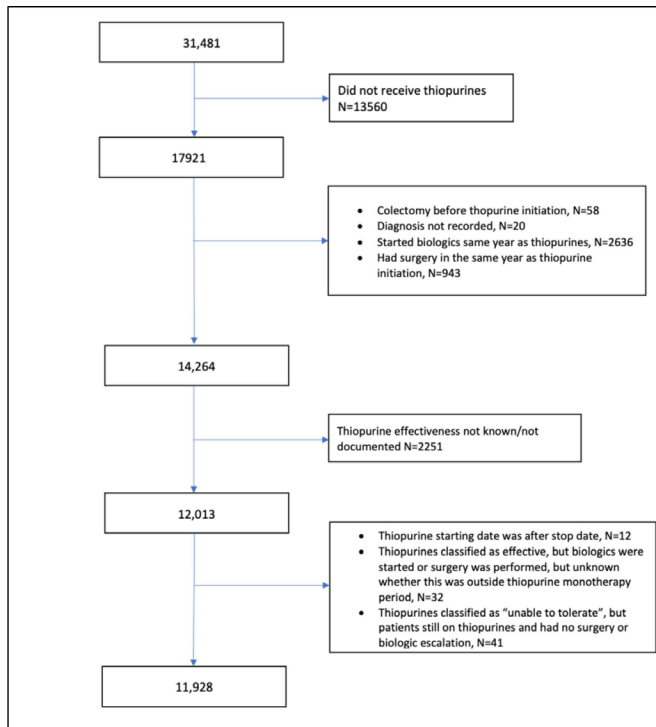 31,481
Did not receive thiopurines
N=13560
17921
• Colectomy before thopurine initiation, N=58
• Diagnosis not recorded, N=20
• Started biologics same year as thiopurines, N=2636
• Had surgery in the same year as thiopurine
initiation, N=943
14,264
Thiopurine effectiveness not known/not
documented N=2251
12,013
• Thiopurine starting date was after stop date, N=12
• Thiopurines classified as effective, but biologics were
started or surgery was performed, but unknown
whether this was outside thiopurine monotherapy
period, N=32
• Thiopurines classified as “unable to tolerate”, but
patients still on thiopurines and had no surgery or
biologic escalation, N=41
11,928